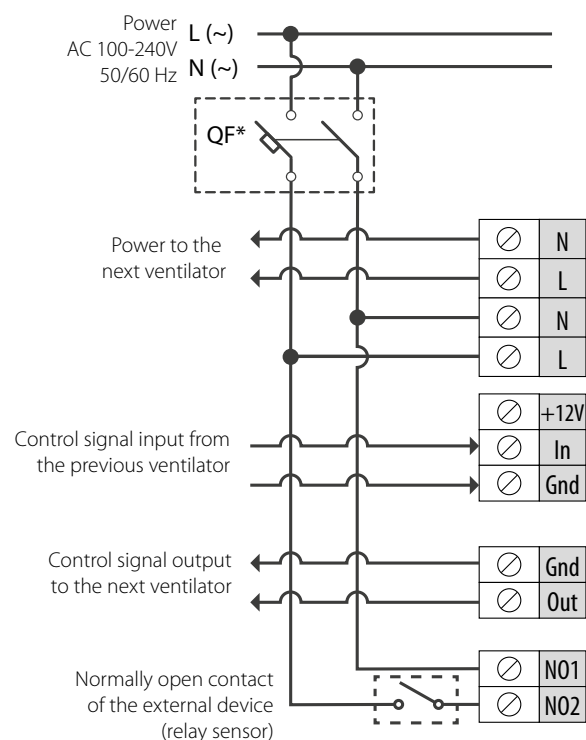 Power
AC 100-240V
50/60 Hz
L (~)
N (~)
QF*
Power to the
next ventilator
N
L
N
L
+12V
Control signal input from
the previous ventilator
In
Gnd
Control signal output
to the next ventilator
Gnd
Out
Normally open contact
of the external device
(relay sensor)
NO1
NO2